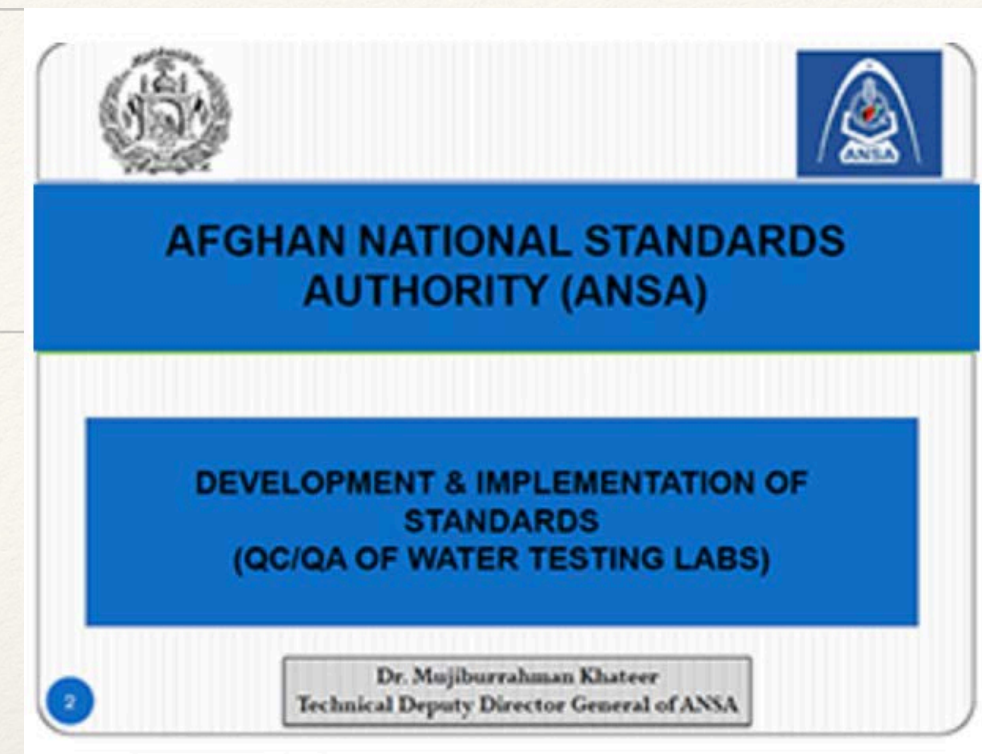 ANSA
AFGHAN NATIONAL STANDARDS
AUTHORITY (ANSA)
DEVELOPMENT & IMPLEMENTATION OF
STANDARDS
(QC/QA OF WATER TESTING LABS)
Dr. Mujiburrahman Khateer
Technical Deputy Director General of ANSA
2